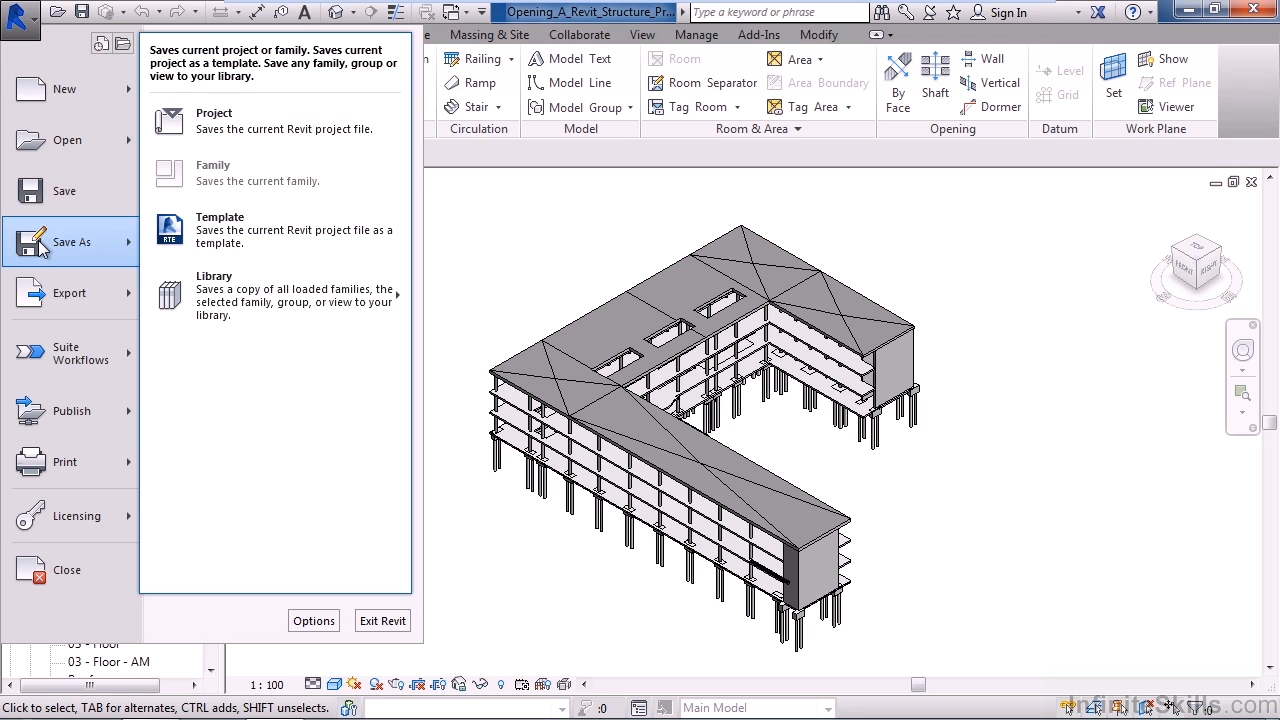 Opening_A_Revit_Structure_Pr...
Type a keyword or phrase
Sign In
Massing & Site
Collaborate
View
Manage
Add-Ins
Modify
Railing
Ramp
Stair
Circulation
Model Text
Model Line
Model Group
Model
Room
Room Separator
Tag Room
Area
Area Boundary
Tag Area
Room & Area
By
Face
Shaft
Wall
Vertical
Dormer
Opening
Level
Grid
Datum
Set
Show
Ref Plane
Viewer
Work Plane
New
Open
Save
Save As
Export
Suite
Workflows
Publish
Print
Licensing
Close
Saves current project or family. Saves current
project as a template. Save any family, group or
view to your library.
Project
Saves the current Revit project file.
Family
Saves the current family.
Template
Saves the current Revit project file as a
template.
RTE
Library
Saves a copy of all loaded families, the
selected family, group, or view to your
library.
Options
Exit Revit
TOP
FRONT
RIGHT
03 - Floor
03 - Floor - AM
1 : 100
Click to select, TAB for alternates, CTRL adds, SHIFT unselects.
:0
Main Model
InfiniteSkills.com